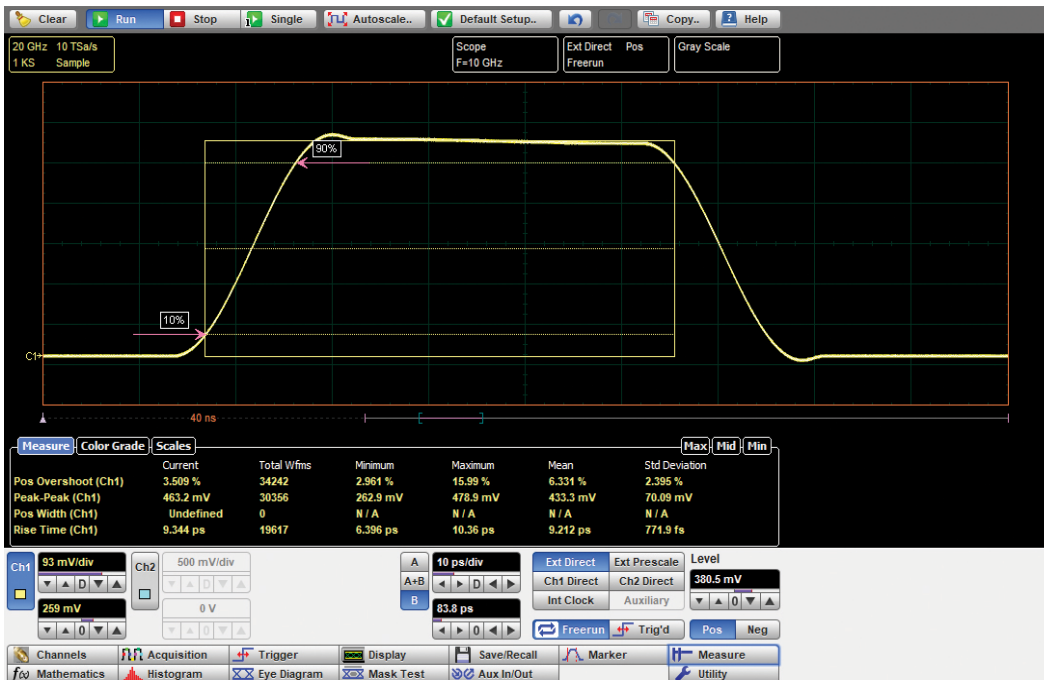 Clear Run Stop Single Autoscale.. Default Setup.. Copy.. Help
20 GHz 10 TSa/s
1 KS Sample
Scope
F=10 GHz
Ext Direct Pos
Freerun
Gray Scale
90%
10%
C1
40 ns
Measure Color Grade Scales Max Mid Min
Current Total Wfms Minimum Maximum Mean Std Deviation
Pos Overshoot (Ch1) 3.509 % 34242 2.961 % 15.99 % 6.331 % 2.395 %
Peak-Peak (Ch1) 463.2 mV 30356 262.9 mV 478.9 mV 433.3 mV 70.09 mV
Pos Width (Ch1) Undefined 0 N / A N / A N / A N / A
Rise Time (Ch1) 9.344 ps 19617 6.396 ps 10.36 ps 9.212 ps 771.9 fs
Ch1 93 mV/div Ch2 500 mV/div A 10 ps/div Ext Direct Ext Prescale Level
D D A+B D Ch1 Direct Ch2 Direct 380.5 mV
259 mV 0 V B 83.8 ps Int Clock Auxiliary 0
0 0 0 Freerun Trig'd Pos Neg
Channels Acquisition Trigger Display Save/Recall Marker Measure
f(x) Mathematics Histogram Eye Diagram Mask Test Aux In/Out Utility